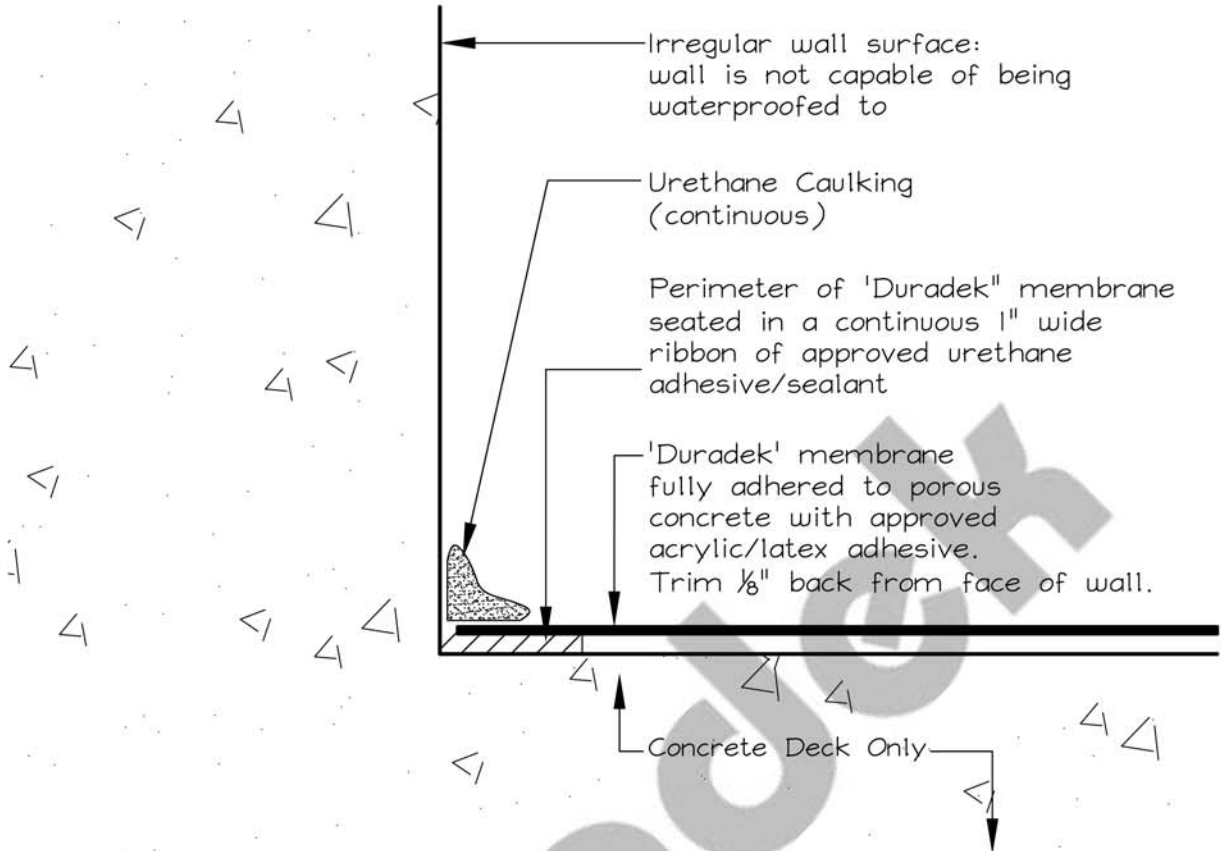 Irregular wall surface:
wall is not capable of being
waterproofed to
Urethane Caulking
(continuous)
Perimeter of 'Duradek" membrane
seated in a continuous 1" wide
ribbon of approved urethane
adhesive/sealant
'Duradek' membrane
fully adhered to porous
concrete with approved
acrylic/latex adhesive.
Trim ⅛" back from face of wall.
Concrete Deck Only